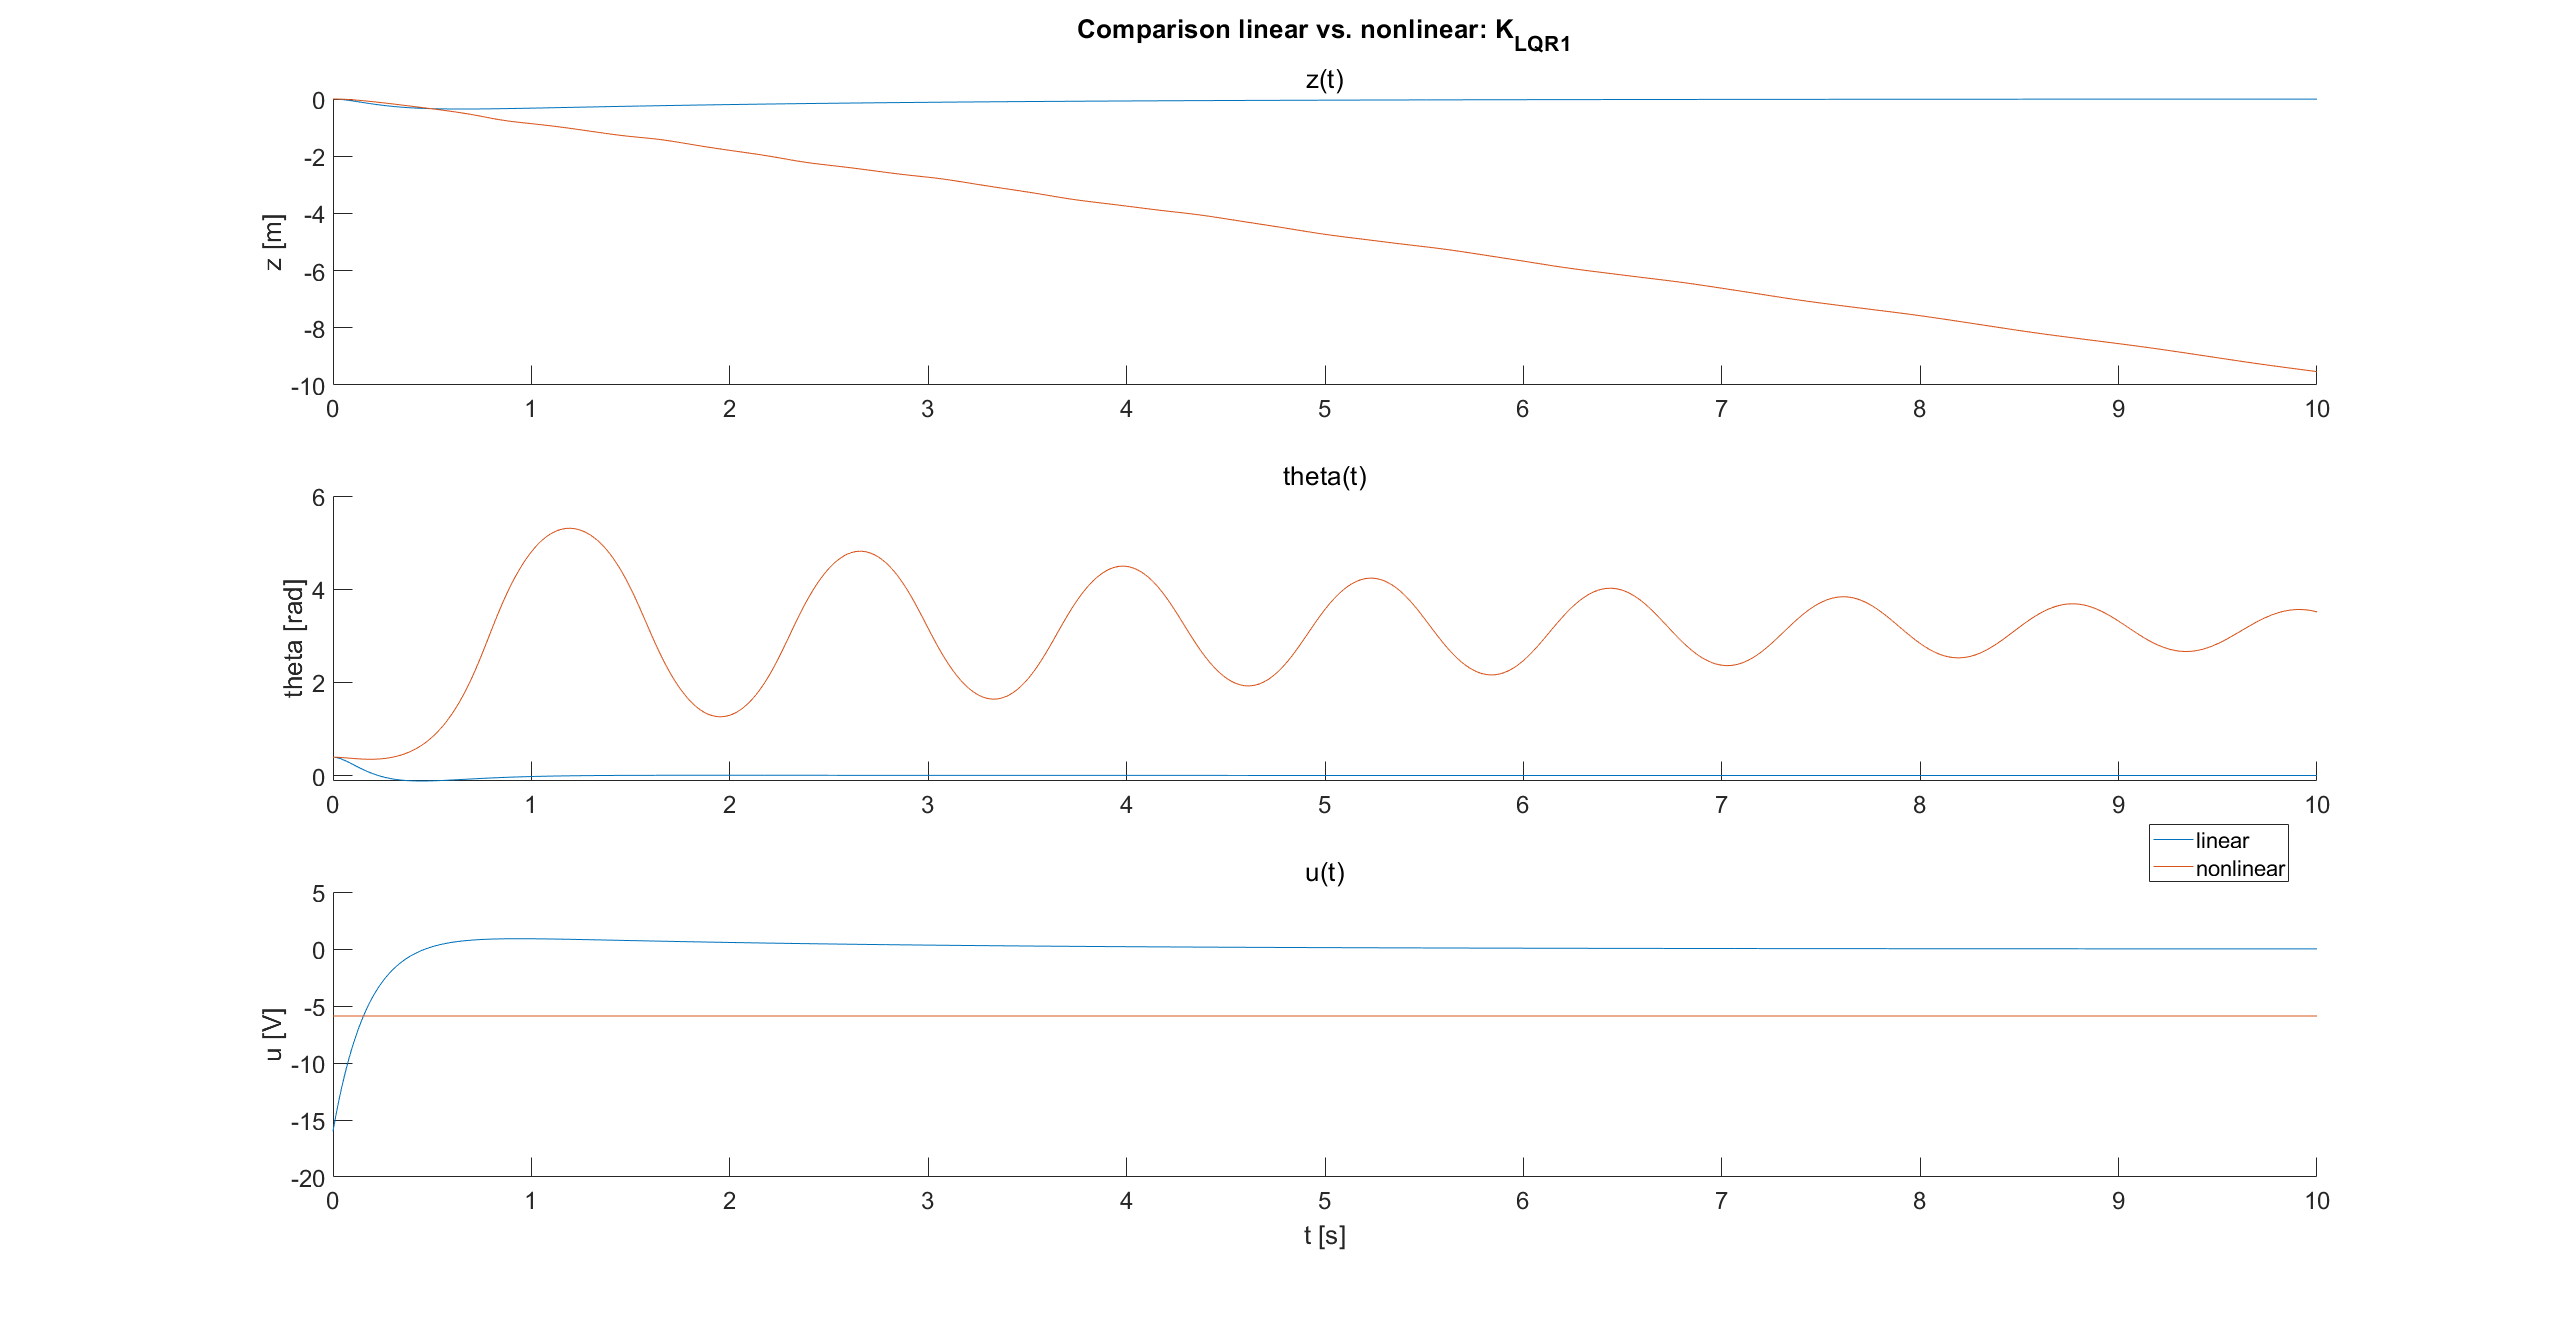 Comparison linear vs. nonlinear: K_LQR1
z(t)
z [m]
0
-2
-4
-6
-8
-10
0 1 2 3 4 5 6 7 8 9 10
theta(t)
theta [rad]
6
4
2
0
0 1 2 3 4 5 6 7 8 9 10
linear
nonlinear
u(t)
u [V]
5
0
-5
-10
-15
-20
0 1 2 3 4 5 6 7 8 9 10
t [s]